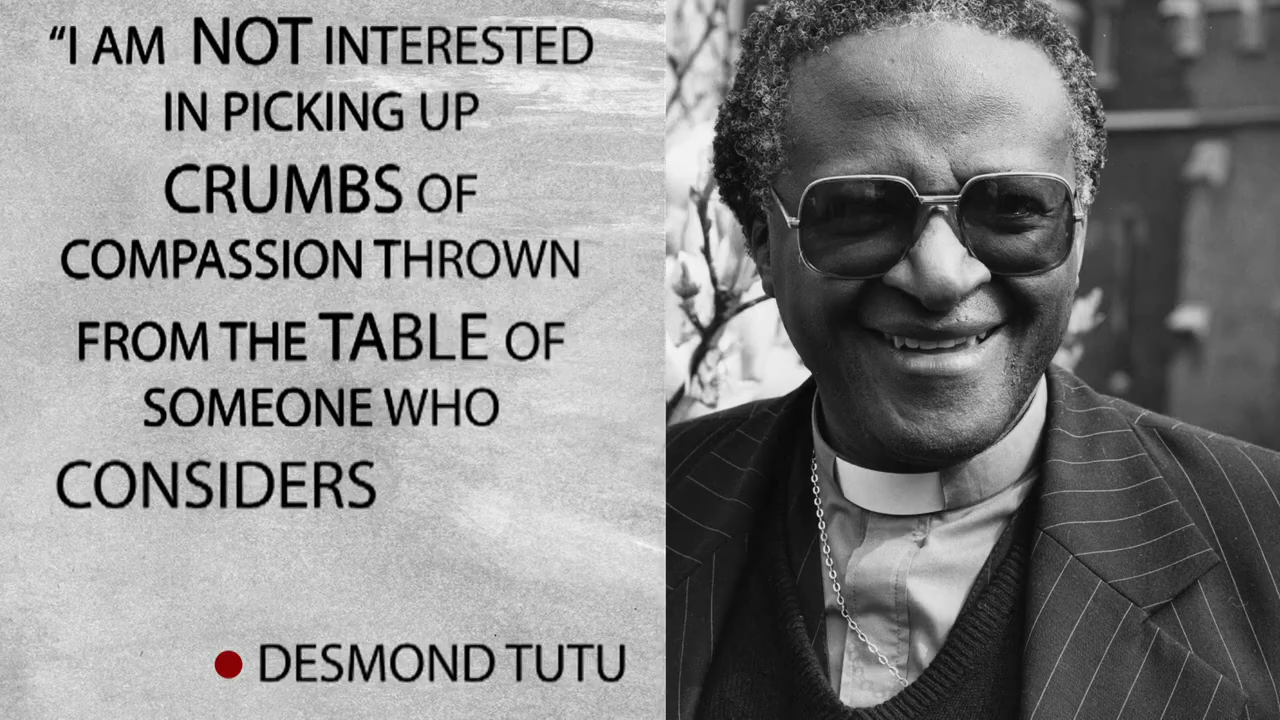 “I AM NOT INTERESTED
IN PICKING UP
CRUMBS OF
COMPASSION THROWN
FROM THE TABLE OF
SOMEONE WHO
CONSIDERS
DESMOND TUTU